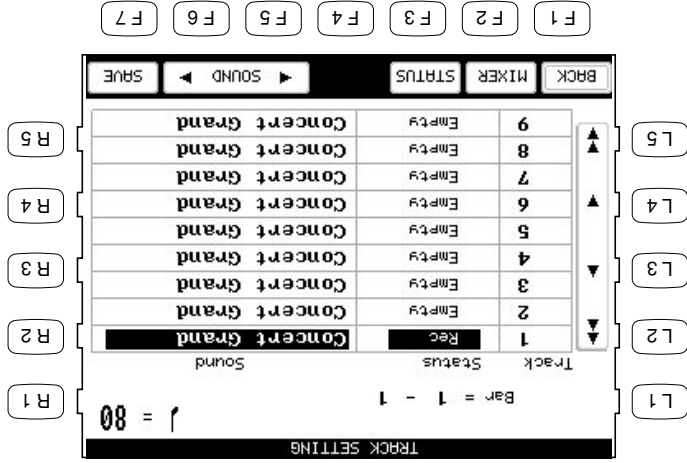 TRACK SETTING
L1 Bar = 1 - 1 ♩ = 80 R1
Track Status Sound
L2 1 Rec Concert Grand R2
2 Empty Concert Grand
3 Empty Concert Grand
L3 4 Empty Concert Grand R3
5 Empty Concert Grand
L4 6 Empty Concert Grand R4
7 Empty Concert Grand
8 Empty Concert Grand
L5 9 Empty Concert Grand R5
BACK MIXER STATUS SOUND SAVE
F1 F2 F3 F4 F5 F6 F7